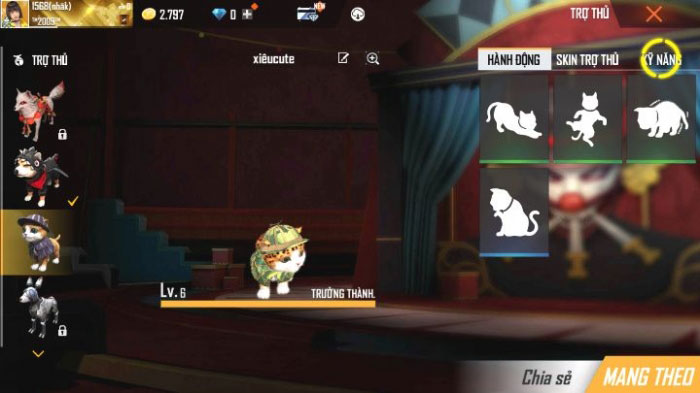 1568(nhák)
™2009™
2.797
0
TRỢ THỦ
TRỢ THỦ
xiêucute
HÀNH ĐỘNG
SKIN TRỢ THỦ
KỸ NĂNG
Lv. 6
TRƯỞNG THÀNH.
Chia sẻ
MANG THEO